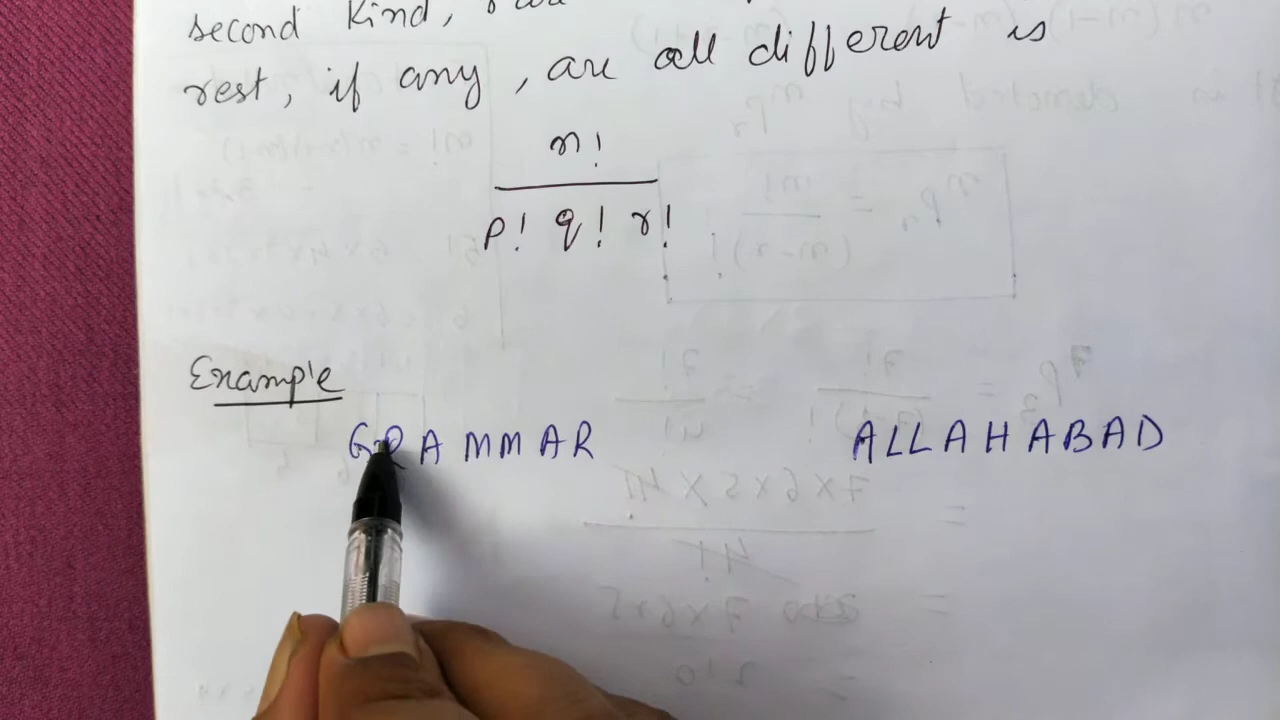 second kind,
rest, if any, are all different is
n!
p! q! r!
Example
GRAMMAR ALLAHABAD